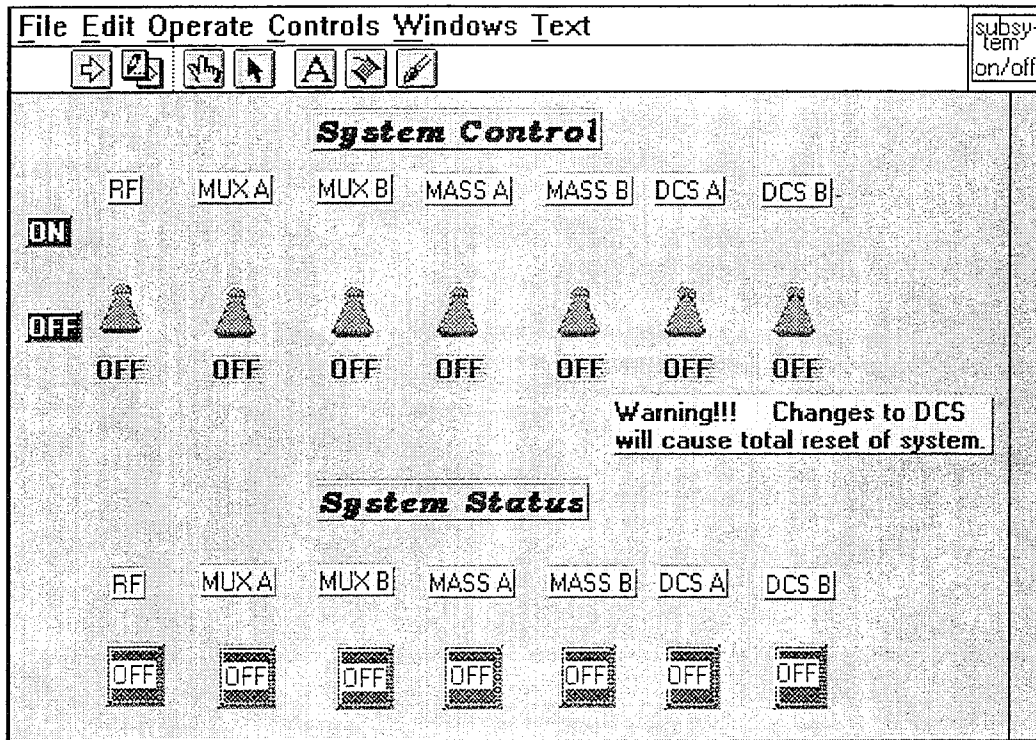 File Edit Operate Controls Windows Text
subsy-
tem
on/off
A
System Control
RF MUX A MUX B MASS A MASS B DCS A DCS B
ON
OFF
OFF OFF OFF OFF OFF OFF OFF
Warning!!! Changes to DCS
will cause total reset of system.
System Status
RF MUX A MUX B MASS A MASS B DCS A DCS B
OFF OFF OFF OFF OFF OFF OFF